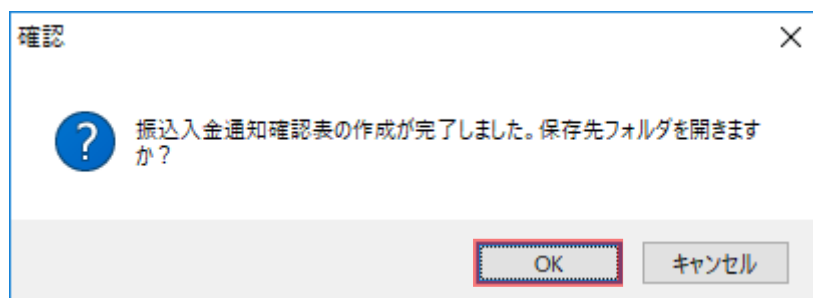 確認
振込入金通知確認表の作成が完了しました。保存先フォルダを開きます
か？
OK
キャンセル